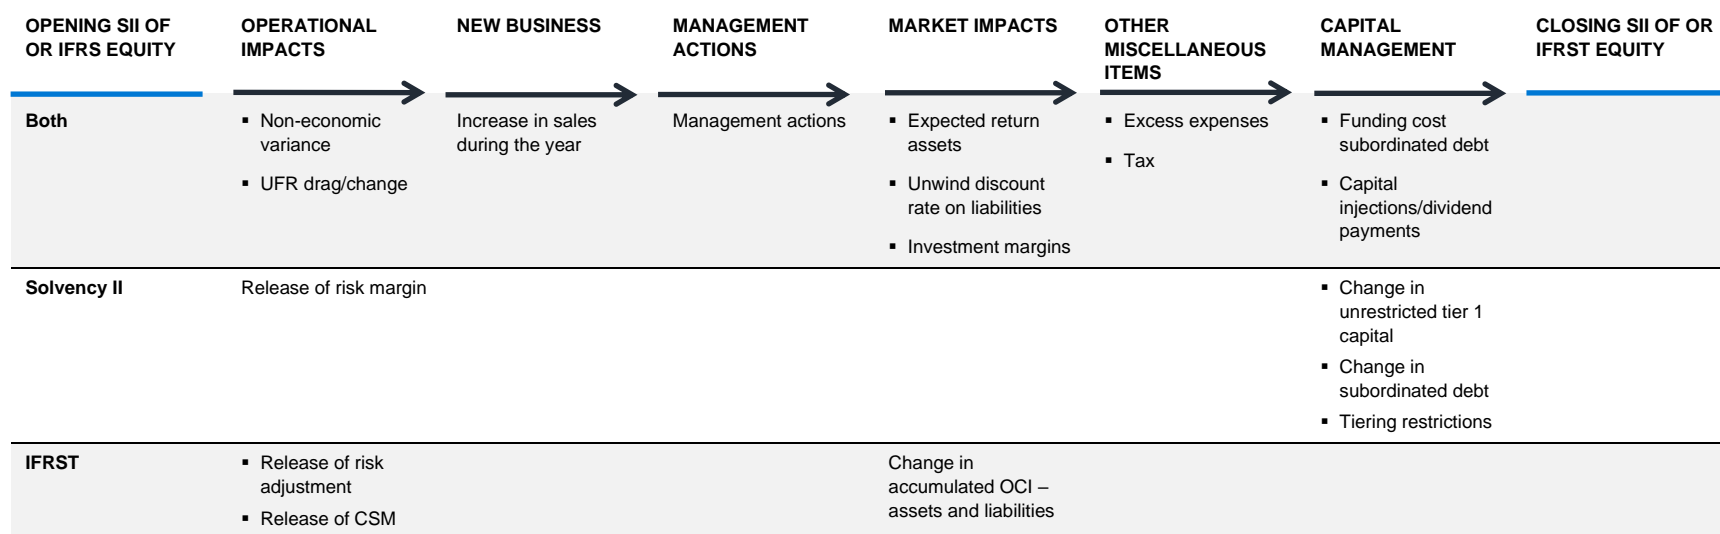 OPENING SII OF
OR IFRS EQUITY
OPERATIONAL
IMPACTS
NEW BUSINESS
MANAGEMENT
ACTIONS
MARKET IMPACTS
OTHER
MISCELLANEOUS
ITEMS
CAPITAL
MANAGEMENT
CLOSING SII OF OR
IFRST EQUITY
Both
▪ Non-economic
variance
▪ UFR drag/change
Increase in sales
during the year
Management actions
▪ Expected return
assets
▪ Unwind discount
rate on liabilities
▪ Investment margins
▪ Excess expenses
▪ Tax
▪ Funding cost
subordinated debt
▪ Capital
injections/dividend
payments
Solvency II
Release of risk margin
▪ Change in
unrestricted tier 1
capital
▪ Change in
subordinated debt
▪ Tiering restrictions
IFRST
▪ Release of risk
adjustment
▪ Release of CSM
Change in
accumulated OCI –
assets and liabilities